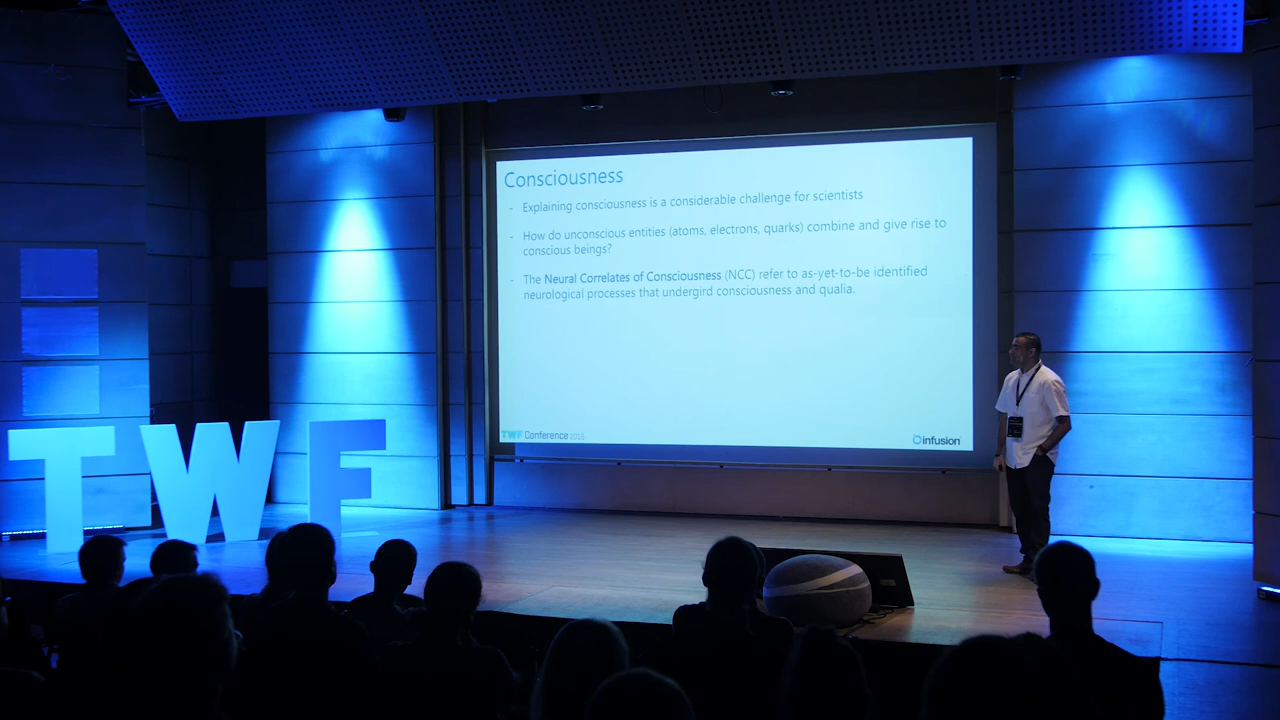 Consciousness
- Explaining consciousness is a considerable challenge for scientists
- How do unconscious entities (atoms, electrons, quarks) combine and give rise to
conscious beings?
- The Neural Correlates of Consciousness (NCC) refer to as-yet-to-be identified
neurological processes that undergird consciousness and qualia.
TWF Conference 2016
infusion
TWF